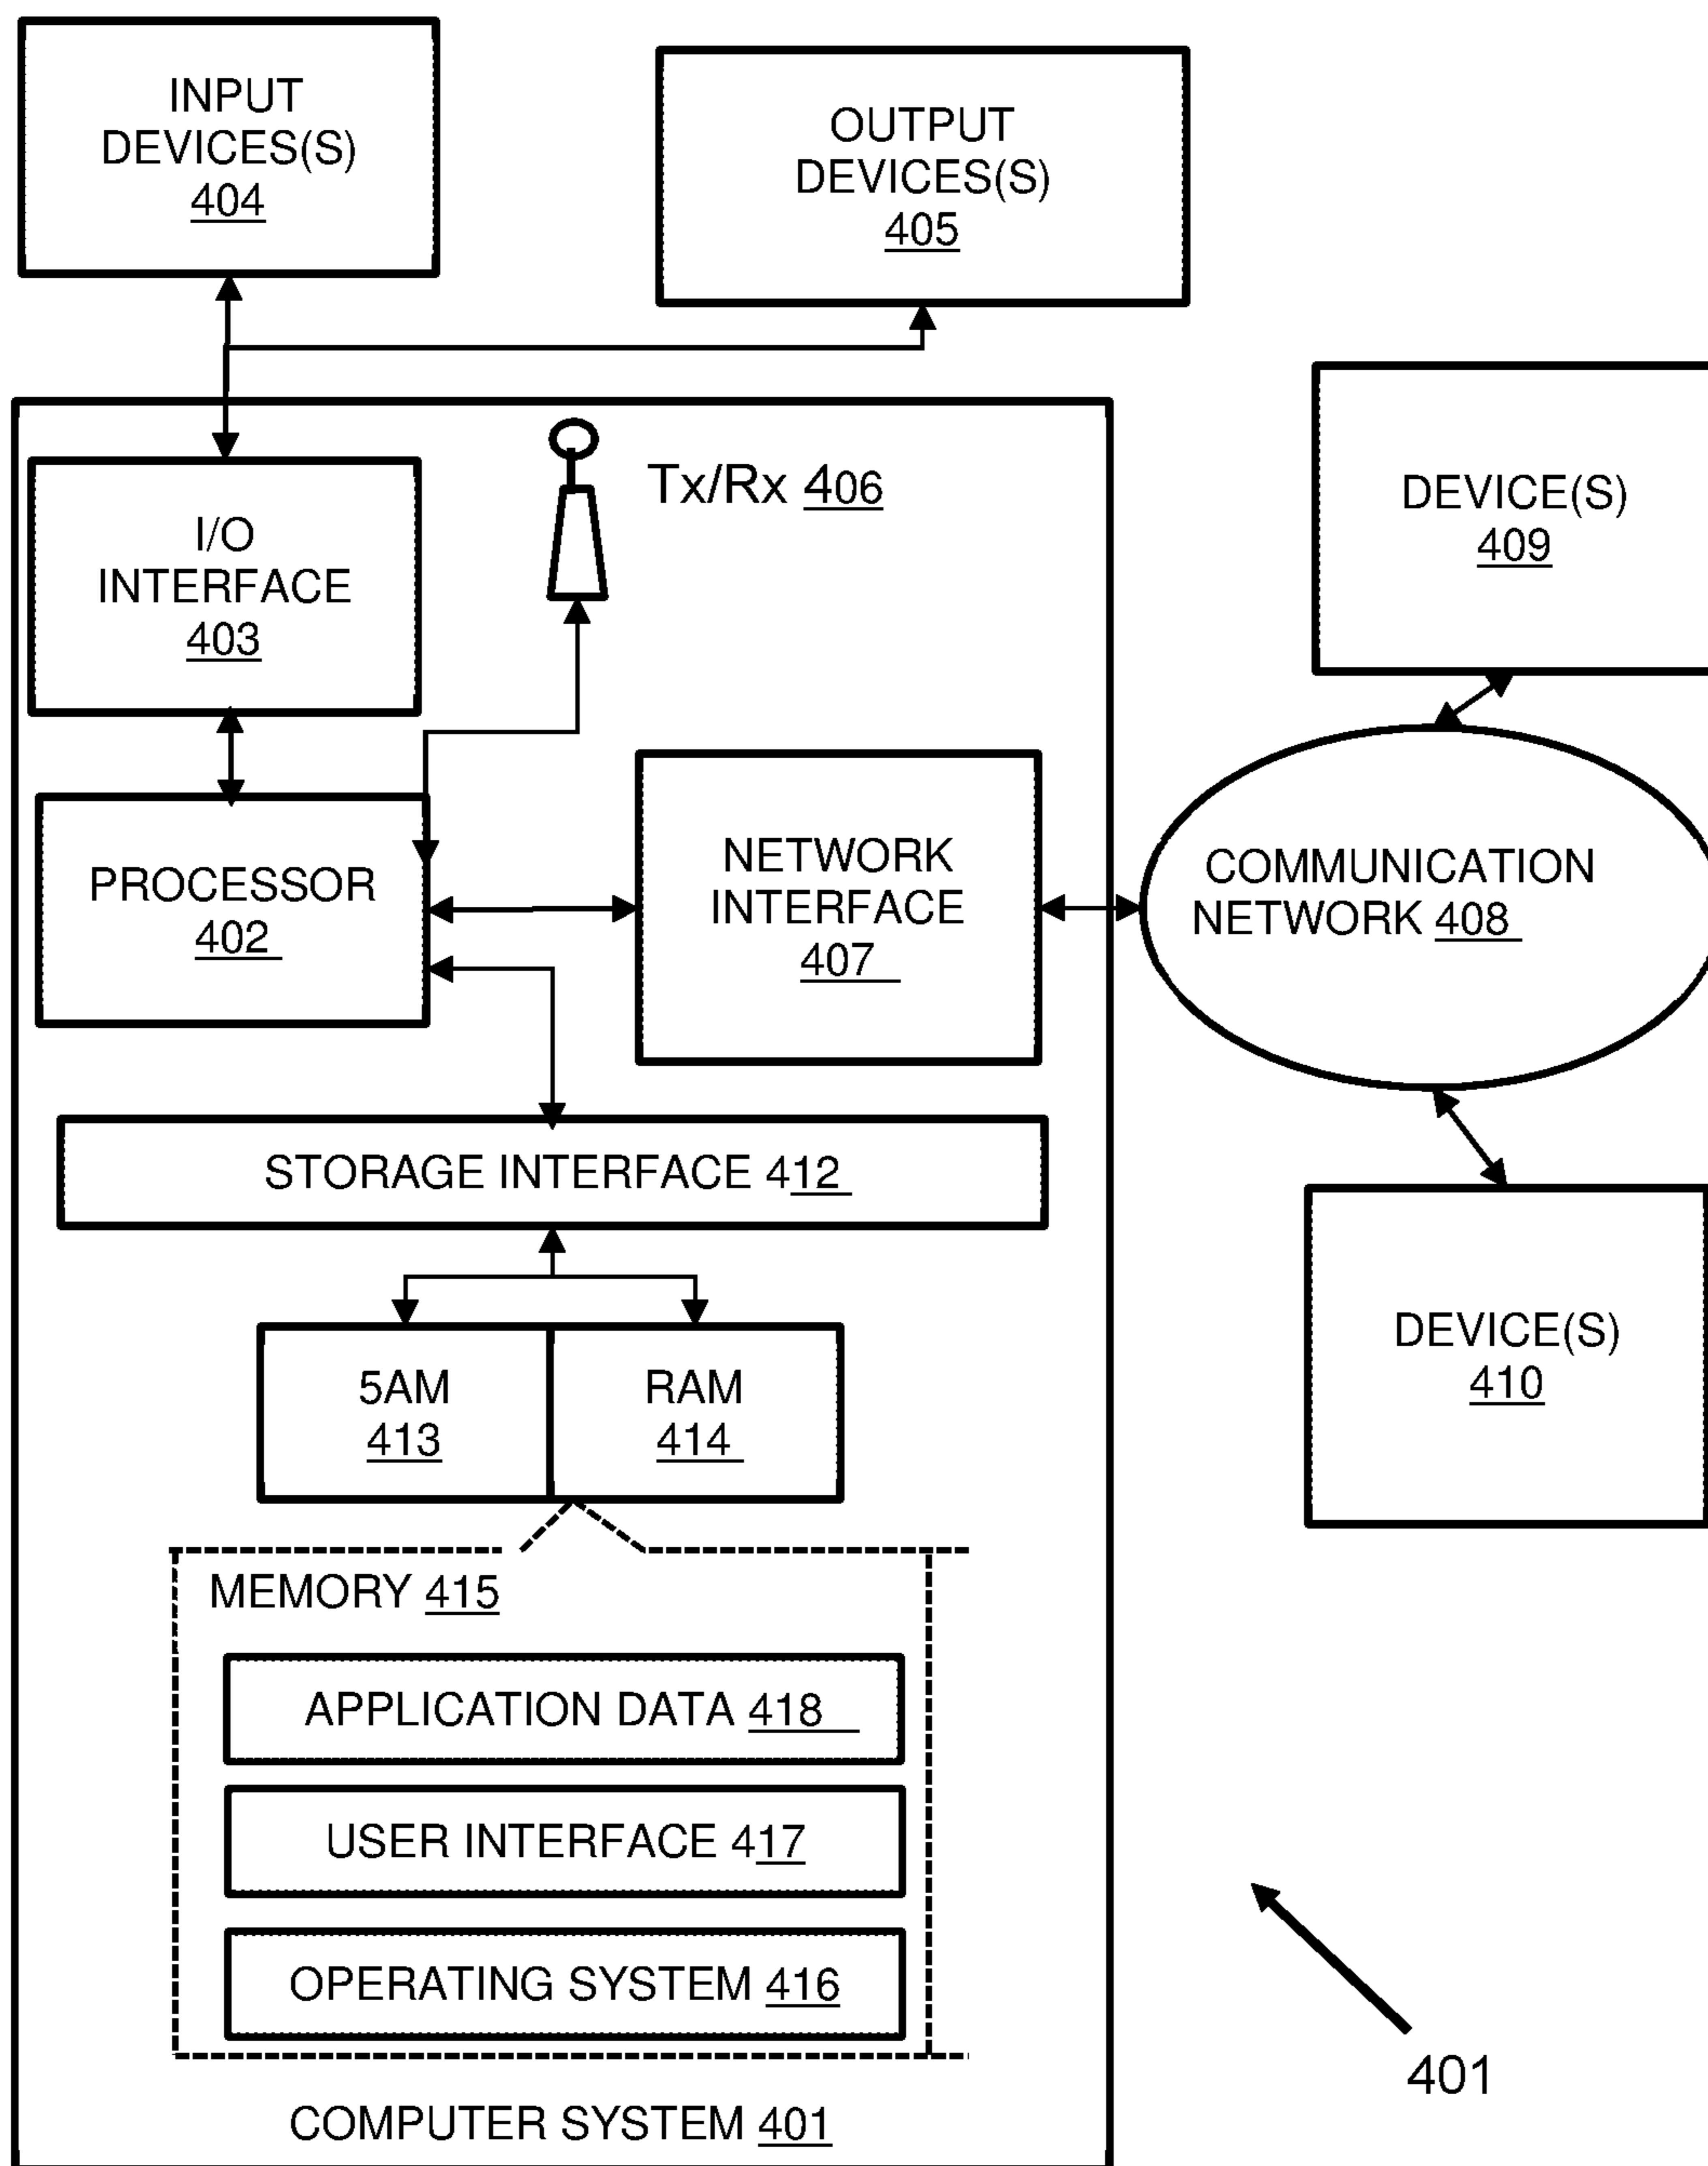 INPUT
DEVICES(S)
404
OUTPUT
DEVICES(S)
405
I/O
INTERFACE
403
Tx/Rx 406
DEVICE(S)
409
PROCESSOR
402
NETWORK
INTERFACE
407
COMMUNICATION
NETWORK 408
STORAGE INTERFACE 412
5AM
413
RAM
414
DEVICE(S)
410
MEMORY 415
APPLICATION DATA 418
USER INTERFACE 417
OPERATING SYSTEM 416
COMPUTER SYSTEM 401
401